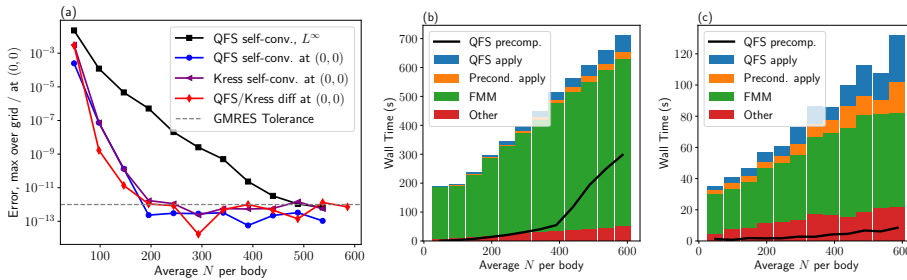 (a)
Error, max over grid / at (0, 0)
10⁻³
10⁻⁵
10⁻⁷
10⁻⁹
10⁻¹¹
10⁻¹³
QFS self-conv., L∞
QFS self-conv. at (0, 0)
Kress self-conv. at (0, 0)
QFS/Kress diff at (0, 0)
GMRES Tolerance
100 200 300 400 500 600
Average N per body
(b)
Wall Time (s)
700
600
500
400
300
200
100
0
QFS precomp.
QFS apply
Precond. apply
FMM
Other
0 200 400 600
Average N per body
(c)
Wall Time (s)
120
100
80
60
40
20
0
QFS precomp.
QFS apply
Precond. apply
FMM
Other
0 100 200 300 400 500 600
Average N per body